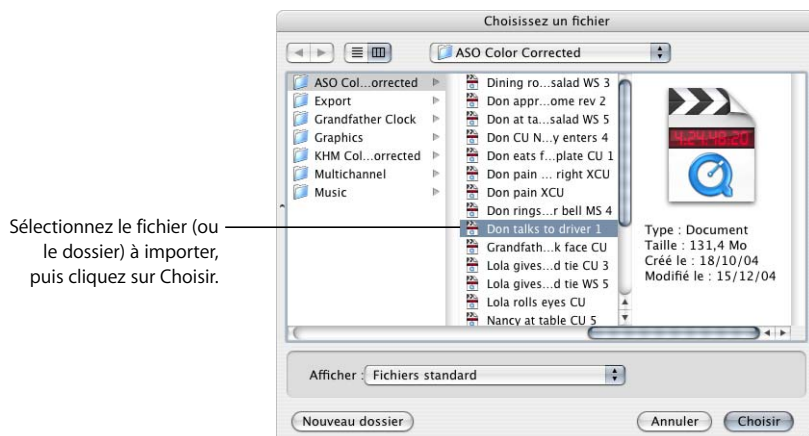 Choisissez un fichier
ASO Color Corrected
ASO Col...orrected
Export
Grandfather Clock
Graphics
KHM Col...orrected
Multichannel
Music
Dining ro...salad WS 3
Don appr...ome rev 2
Don at ta...salad WS 5
Don CU N...y enters 4
Don eats f...plate CU 1
Don pain ... right XCU
Don pain XCU
Don rings...r bell MS 4
Don talks to driver 1
Grandfath...k face CU
Lola gives...d tie CU 3
Lola gives...d tie WS 5
Lola rolls eyes CU
Nancy at table CU 5
4:24:48:20
Type : Document
Taille : 131,4 Mo
Créé le : 18/10/04
Modifié le : 15/12/04
Sélectionnez le fichier (ou
le dossier) à importer,
puis cliquez sur Choisir.
Afficher : Fichiers standard
Nouveau dossier
Annuler
Choisir